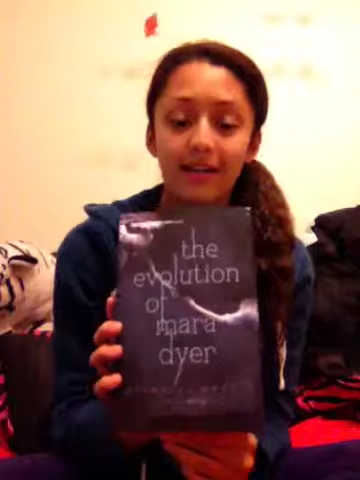 the
evolution
of
mara
dyer